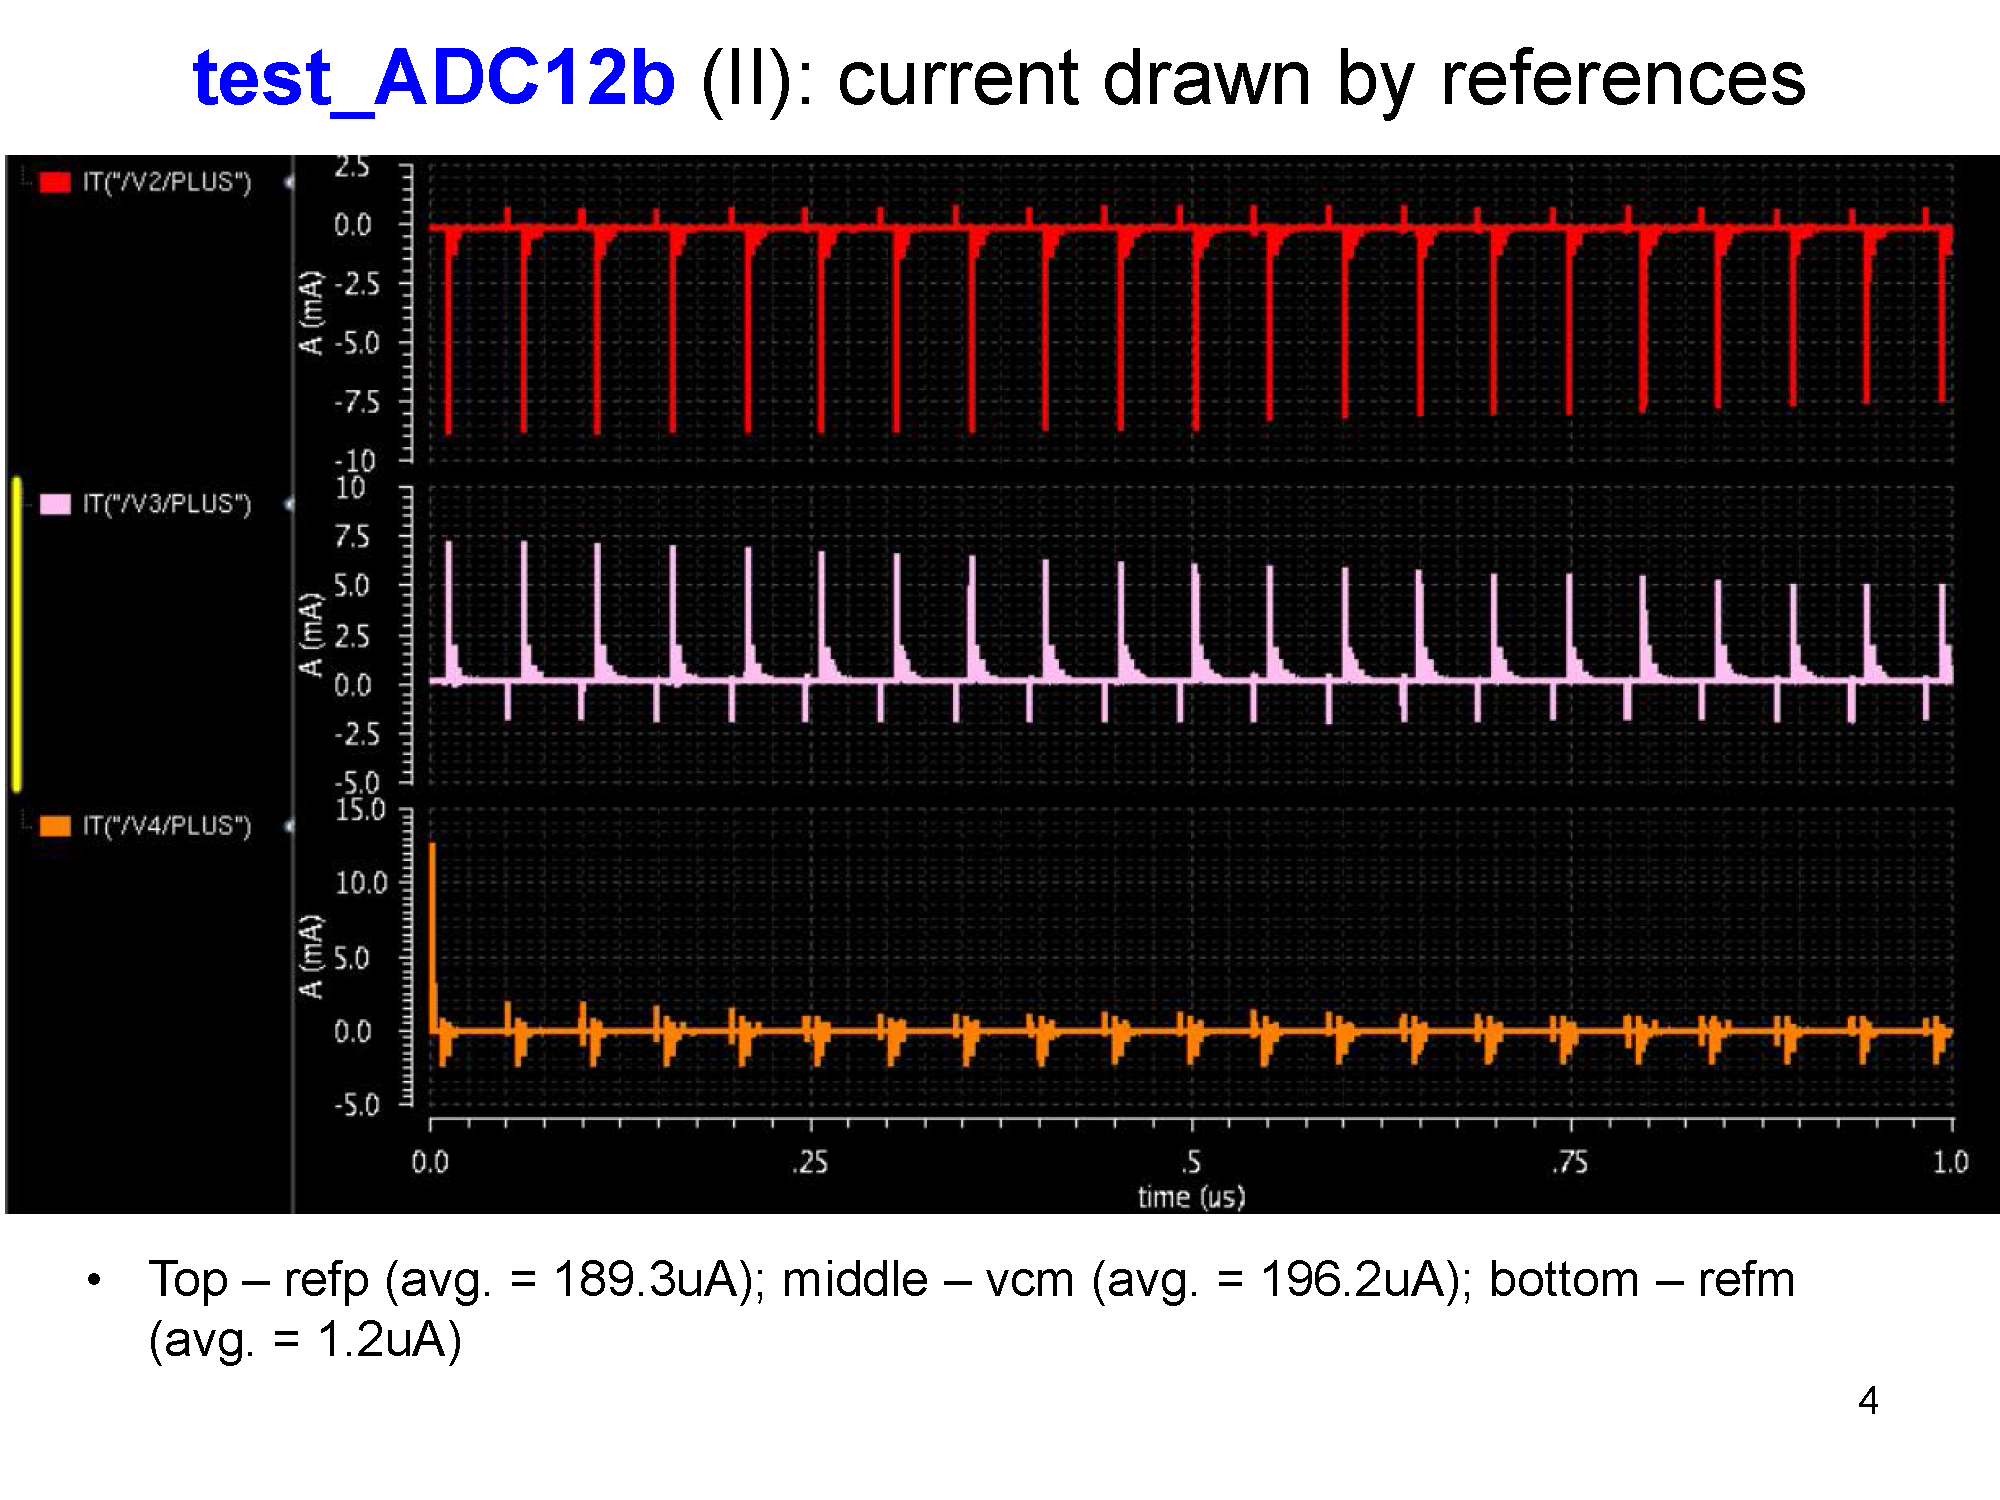 test_ADC12b (II): current drawn by references
IT("/V2/PLUS")
2.5
0.0
-2.5
-5.0
-7.5
-10
A (mA)
IT("/V3/PLUS")
10
7.5
5.0
2.5
0.0
-2.5
-5.0
A (mA)
IT("/V4/PLUS")
15.0
10.0
5.0
0.0
-5.0
A (mA)
0.0 .25 .5 .75 1.0
time (us)
• Top – refp (avg. = 189.3uA); middle – vcm (avg. = 196.2uA); bottom – refm
(avg. = 1.2uA)
4